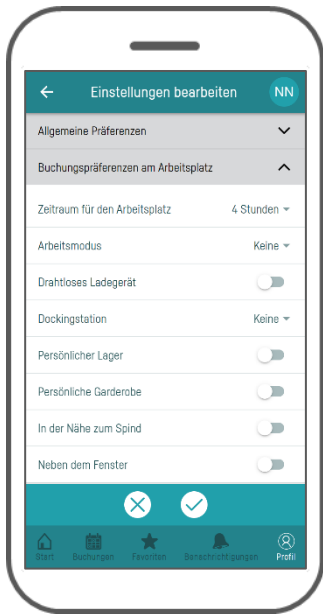 Einstellungen bearbeiten NN
Allgemeine Präferenzen
Buchungspräferenzen am Arbeitsplatz
Zeitraum für den Arbeitsplatz 4 Stunden
Arbeitsmodus Keine
Drahtloses Ladegerät
Dockingstation Keine
Persönlicher Lager
Persönliche Garderobe
In der Nähe zum Spind
Neben dem Fenster
Start Buchungen Favoriten Benachrichtigungen Profil